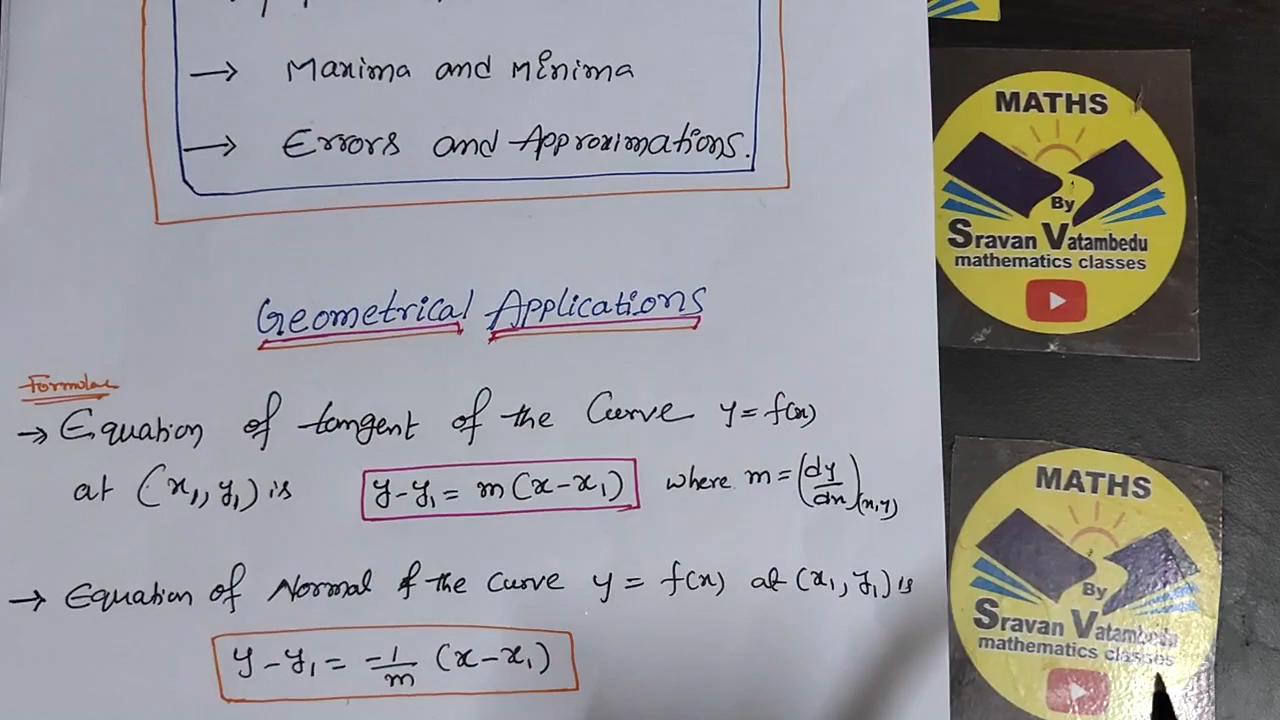 → Maxima and Minima
→ Errors and Approximations.
Geometrical Applications
Formulae
→ Equation of tangent of the Curve y = f(x)
at (x₁, y₁) is y-y₁ = m(x-x₁) where m = (dy/dx)(x,y)
→ Equation of Normal of the Curve y = f(x) at (x₁, y₁) is
y-y₁ = -1/m (x-x₁)
MATHS
By
Sravan Vatambedu
mathematics classes
MATHS
By
Sravan Vatambedu
mathematics classes